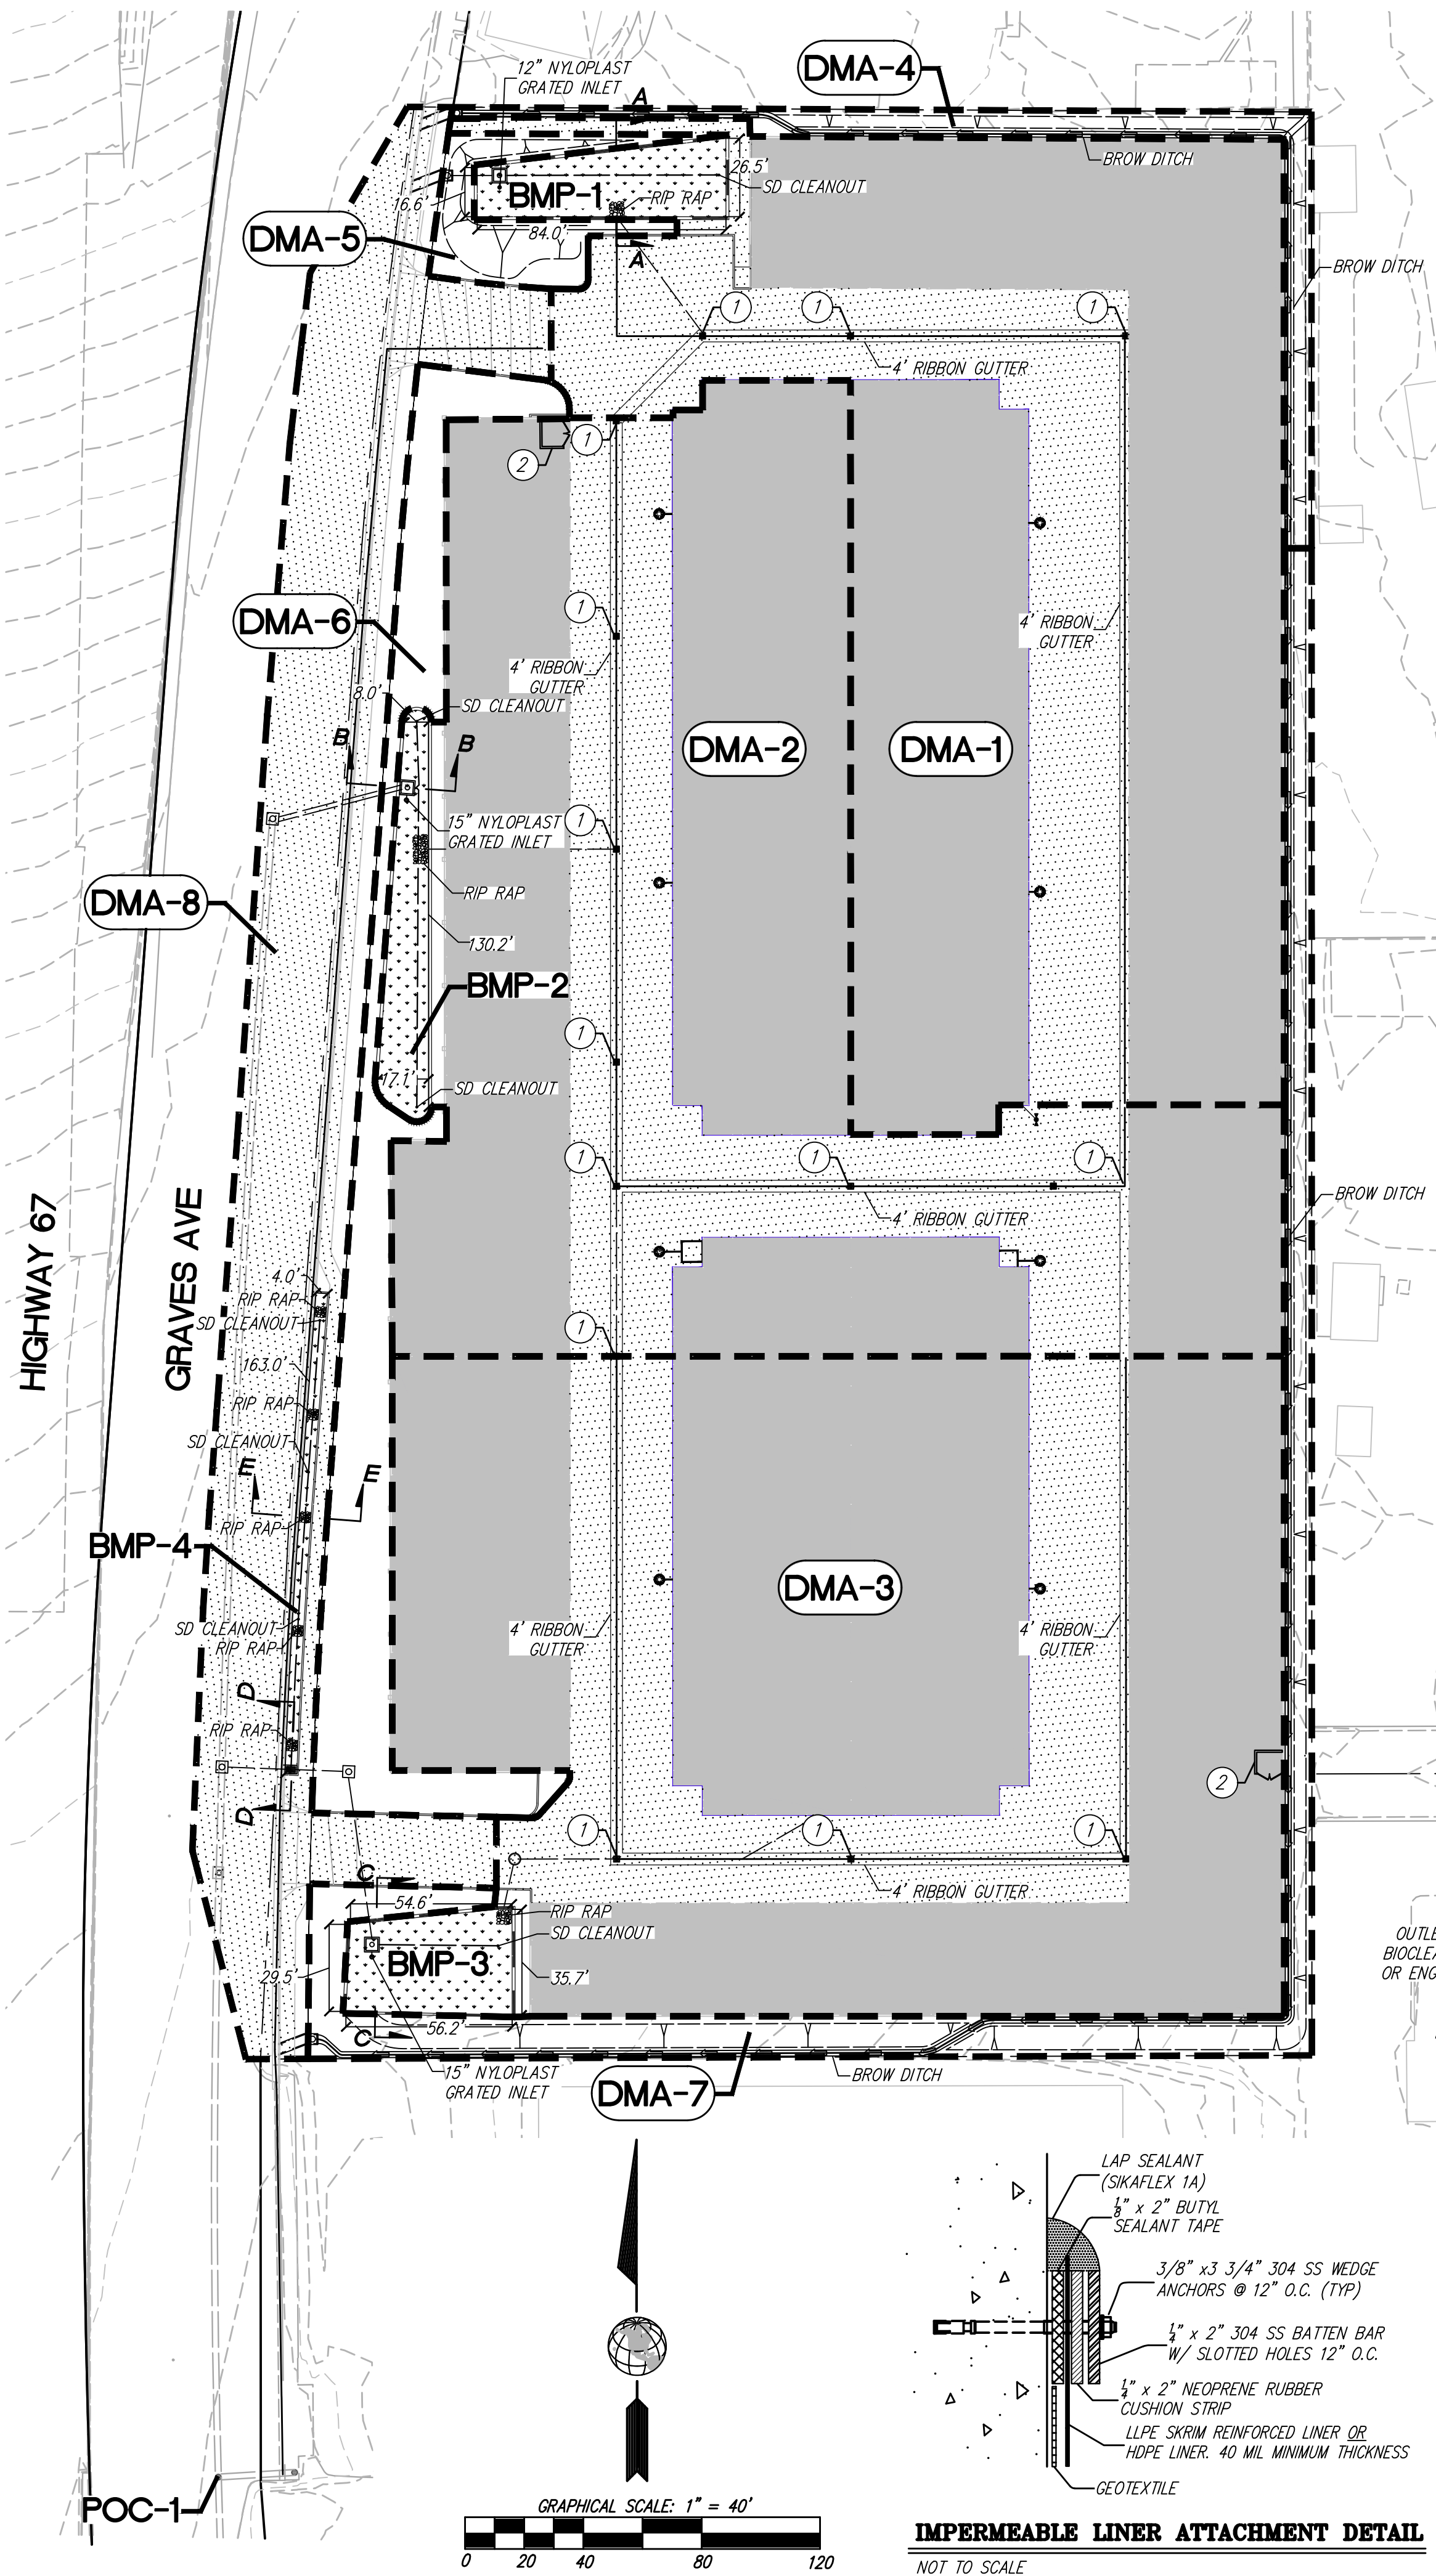 12" NYLOPLAST
GRATED INLET
A
DMA-4
BROW DITCH
26.5'
SD CLEANOUT
BMP-1
RIP RAP
16.6'
84.0'
A
DMA-5
BROW DITCH
1
1
1
4' RIBBON GUTTER
1
2
DMA-6
1
4' RIBBON
GUTTER
4' RIBBON
GUTTER
8.0'
SD CLEANOUT
B
B
DMA-2
DMA-1
15" NYLOPLAST
GRATED INLET
1
RIP RAP
DMA-8
130.2'
BMP-2
1
17.1'
SD CLEANOUT
1
1
1
BROW DITCH
4' RIBBON GUTTER
HIGHWAY 67
GRAVES AVE
4.0'
RIP RAP
SD CLEANOUT
1
163.0'
RIP RAP
SD CLEANOUT
E
E
RIP RAP
BMP-4
DMA-3
SD CLEANOUT
RIP RAP
4' RIBBON
GUTTER
4' RIBBON
GUTTER
D
RIP RAP
2
D
1
1
1
C
54.6'
4' RIBBON GUTTER
RIP RAP
SD CLEANOUT
BMP-3
29.5'
35.7'
OUTLE
BIOCLEA
OR ENG
C
56.2'
15" NYLOPLAST
GRATED INLET
DMA-7
BROW DITCH
LAP SEALANT
(SIKAFLEX 1A)
1/8" x 2" BUTYL
SEALANT TAPE
3/8" x3 3/4" 304 SS WEDGE
ANCHORS @ 12" O.C. (TYP)
1/4" x 2" 304 SS BATTEN BAR
W/ SLOTTED HOLES 12" O.C.
1/4" x 2" NEOPRENE RUBBER
CUSHION STRIP
LLPE SKRIM REINFORCED LINER OR
HDPE LINER. 40 MIL MINIMUM THICKNESS
GEOTEXTILE
POC-1
GRAPHICAL SCALE: 1" = 40'
0 20 40 80 120
IMPERMEABLE LINER ATTACHMENT DETAIL
NOT TO SCALE